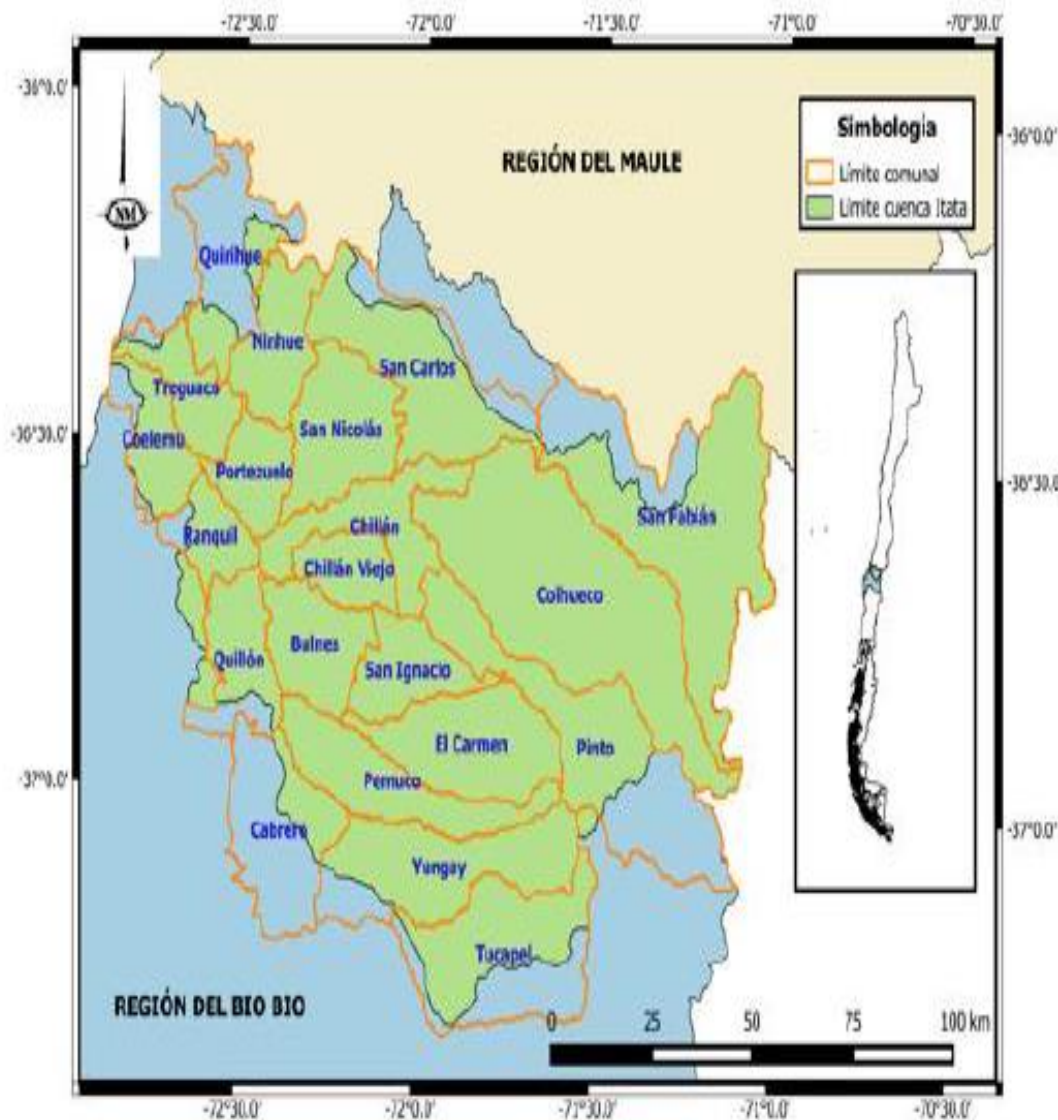 -72°30.0'
-72°0.0'
-71°30.0'
-71°0.0'
-70°30.0'
-36°0.0'
-36°0.0'
Simbología
Límite comunal
Límite cuenca Itata
REGIÓN DEL MAULE
NM
Quirihue
Ninhue
San Carlos
Treguaco
Coelemu
San Nicolás
-36°30.0'
-36°30.0'
Portezuelo
San Fabián
Ranquil
Chillán
Chillán Viejo
Coihueco
Bulnes
San Ignacio
Quillón
El Carmen
Pinto
Pemuco
-37°0.0'
-37°0.0'
Cabrero
Yungay
Tucapel
REGIÓN DEL BIO BIO
0
25
50
75
100 km
-72°30.0'
-72°0.0'
-71°30.0'
-71°0.0'
-70°30.0'